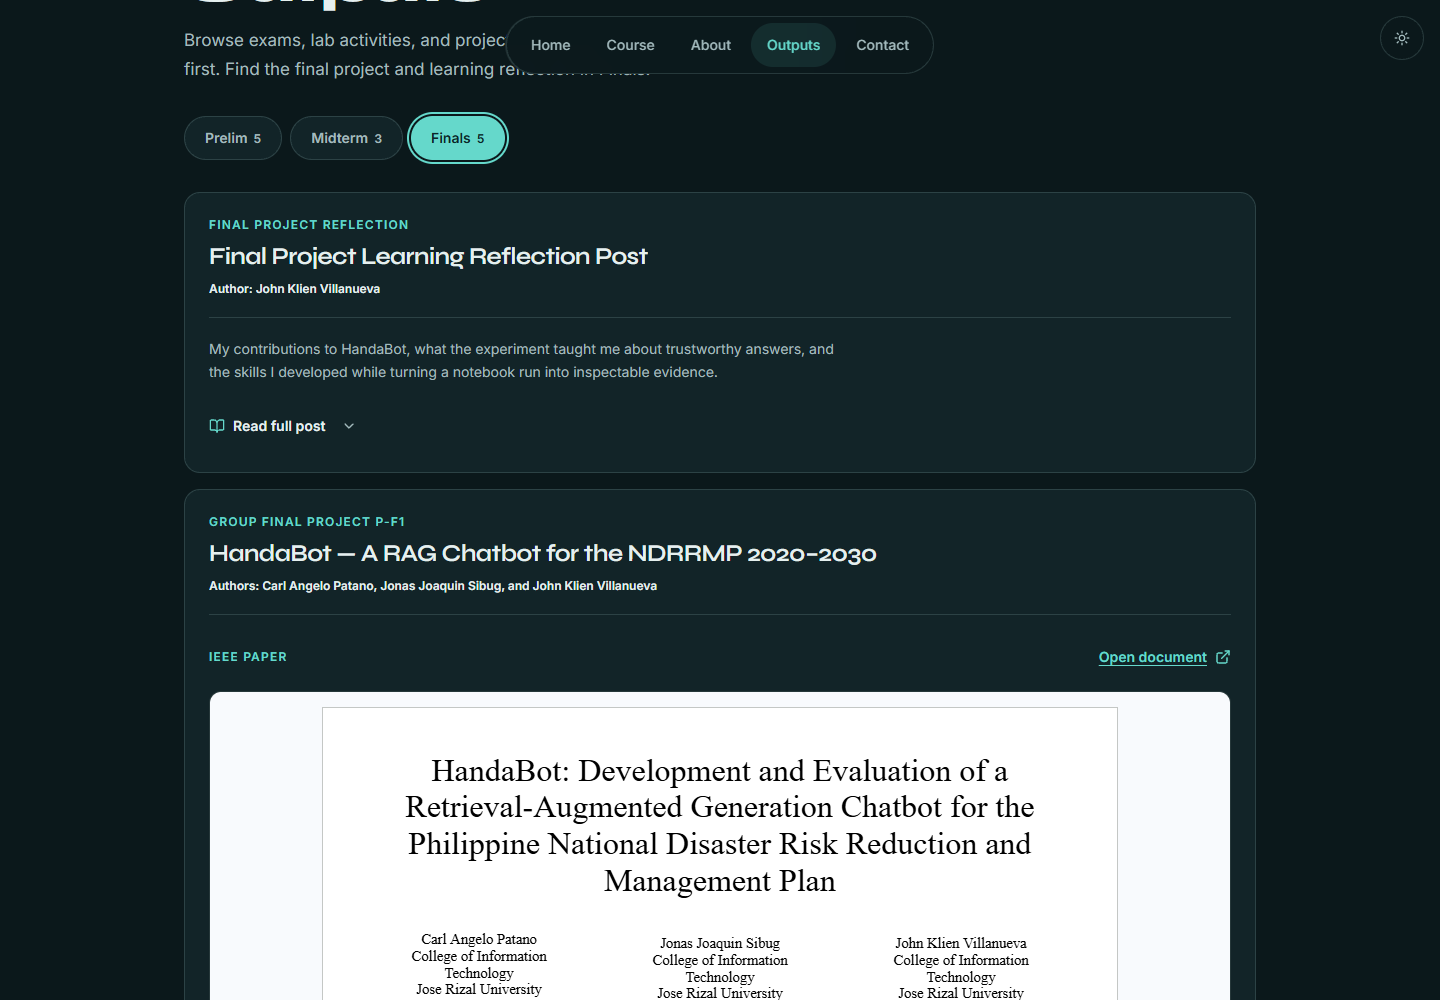 Home
Course
About
Outputs
Contact
Browse exams, lab activities, and projec
first. Find the final project and learning
Prelim 5
Midterm 3
Finals 5
FINAL PROJECT REFLECTION
Final Project Learning Reflection Post
Author: John Klien Villanueva
My contributions to HandaBot, what the experiment taught me about trustworthy answers, and
the skills I developed while turning a notebook run into inspectable evidence.
Read full post
GROUP FINAL PROJECT P-F1
HandaBot — A RAG Chatbot for the NDRRMP 2020–2030
Authors: Carl Angelo Patano, Jonas Joaquin Sibug, and John Klien Villanueva
IEEE PAPER
Open document
HandaBot: Development and Evaluation of a
Retrieval-Augmented Generation Chatbot for the
Philippine National Disaster Risk Reduction and
Management Plan
Carl Angelo Patano
College of Information
Technology
Jose Rizal University
Jonas Joaquin Sibug
College of Information
Technology
Jose Rizal University
John Klien Villanueva
College of Information
Technology
Jose Rizal University